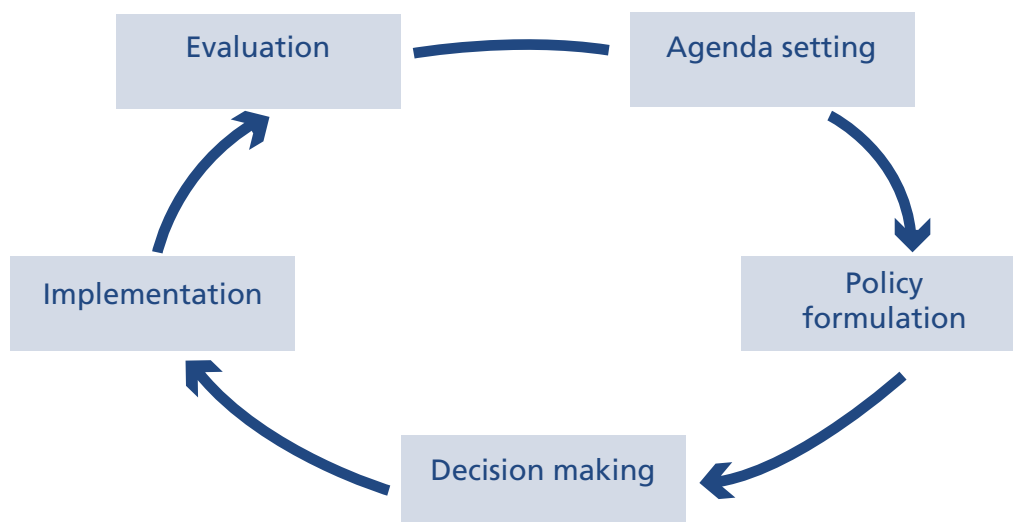 Evaluation
Agenda setting
Implementation
Policy
formulation
Decision making